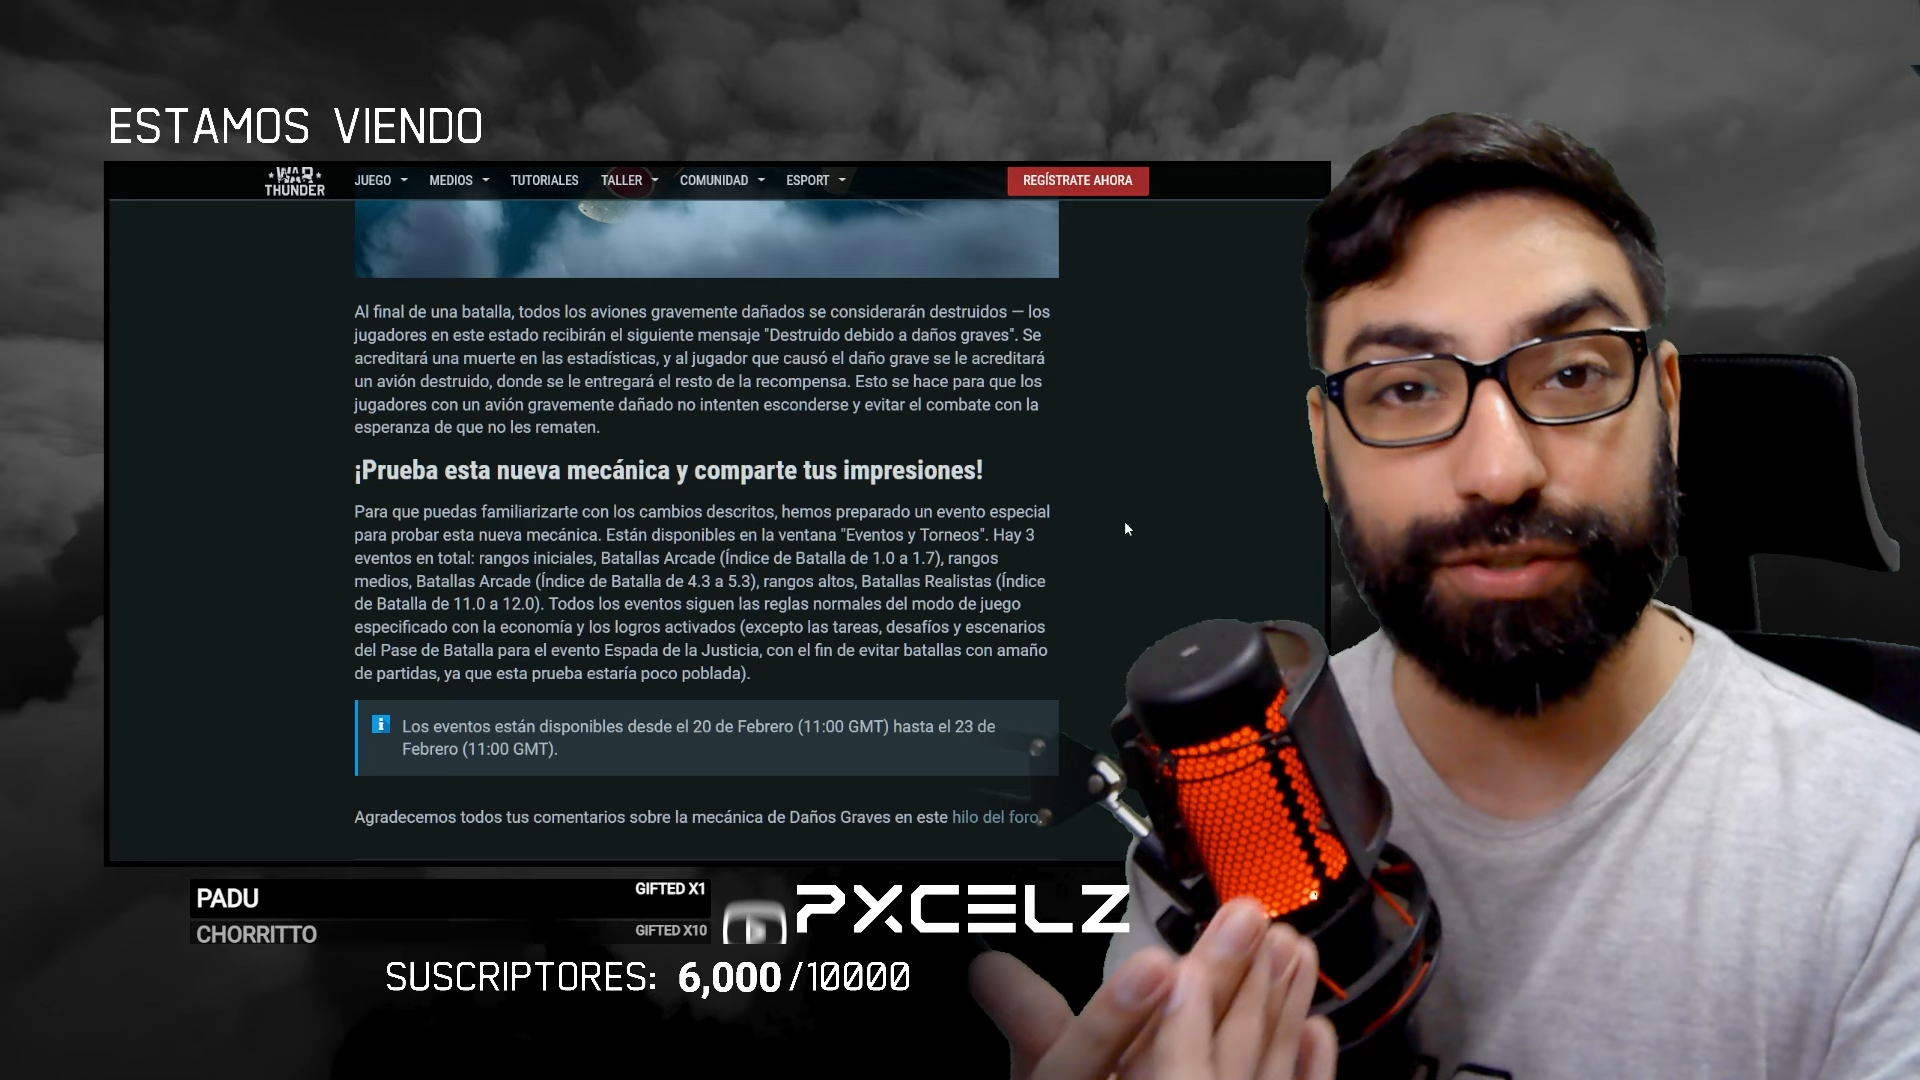 ESTAMOS VIENDO
WAR THUNDER
JUEGO MEDIOS TUTORIALES TALLER COMUNIDAD ESPORT REGÍSTRATE AHORA
Al final de una batalla, todos los aviones gravemente dañados se considerarán destruidos — los
jugadores en este estado recibirán el siguiente mensaje "Destruido debido a daños graves". Se
acreditará una muerte en las estadísticas, y al jugador que causó el daño grave se le acreditará
un avión destruido, donde se le entregará el resto de la recompensa. Esto se hace para que los
jugadores con un avión gravemente dañado no intenten esconderse y evitar el combate con la
esperanza de que no les rematen.
¡Prueba esta nueva mecánica y comparte tus impresiones!
Para que puedas familiarizarte con los cambios descritos, hemos preparado un evento especial
para probar esta nueva mecánica. Están disponibles en la ventana "Eventos y Torneos". Hay 3
eventos en total: rangos iniciales, Batallas Arcade (Índice de Batalla de 1.0 a 1.7), rangos
medios, Batallas Arcade (Índice de Batalla de 4.3 a 5.3), rangos altos, Batallas Realistas (Índice
de Batalla de 11.0 a 12.0). Todos los eventos siguen las reglas normales del modo de juego
especificado con la economía y los logros activados (excepto las tareas, desafíos y escenarios
del Pase de Batalla para el evento Espada de la Justicia, con el fin de evitar batallas con amaño
de partidas, ya que esta prueba estaría poco poblada).
Los eventos están disponibles desde el 20 de Febrero (11:00 GMT) hasta el 23 de
Febrero (11:00 GMT).
Agradecemos todos tus comentarios sobre la mecánica de Daños Graves en este hilo del foro.
PADU GIFTED X1
CHORRITTO GIFTED X10
PXCELZ
SUSCRIPTORES: 6,000/10000